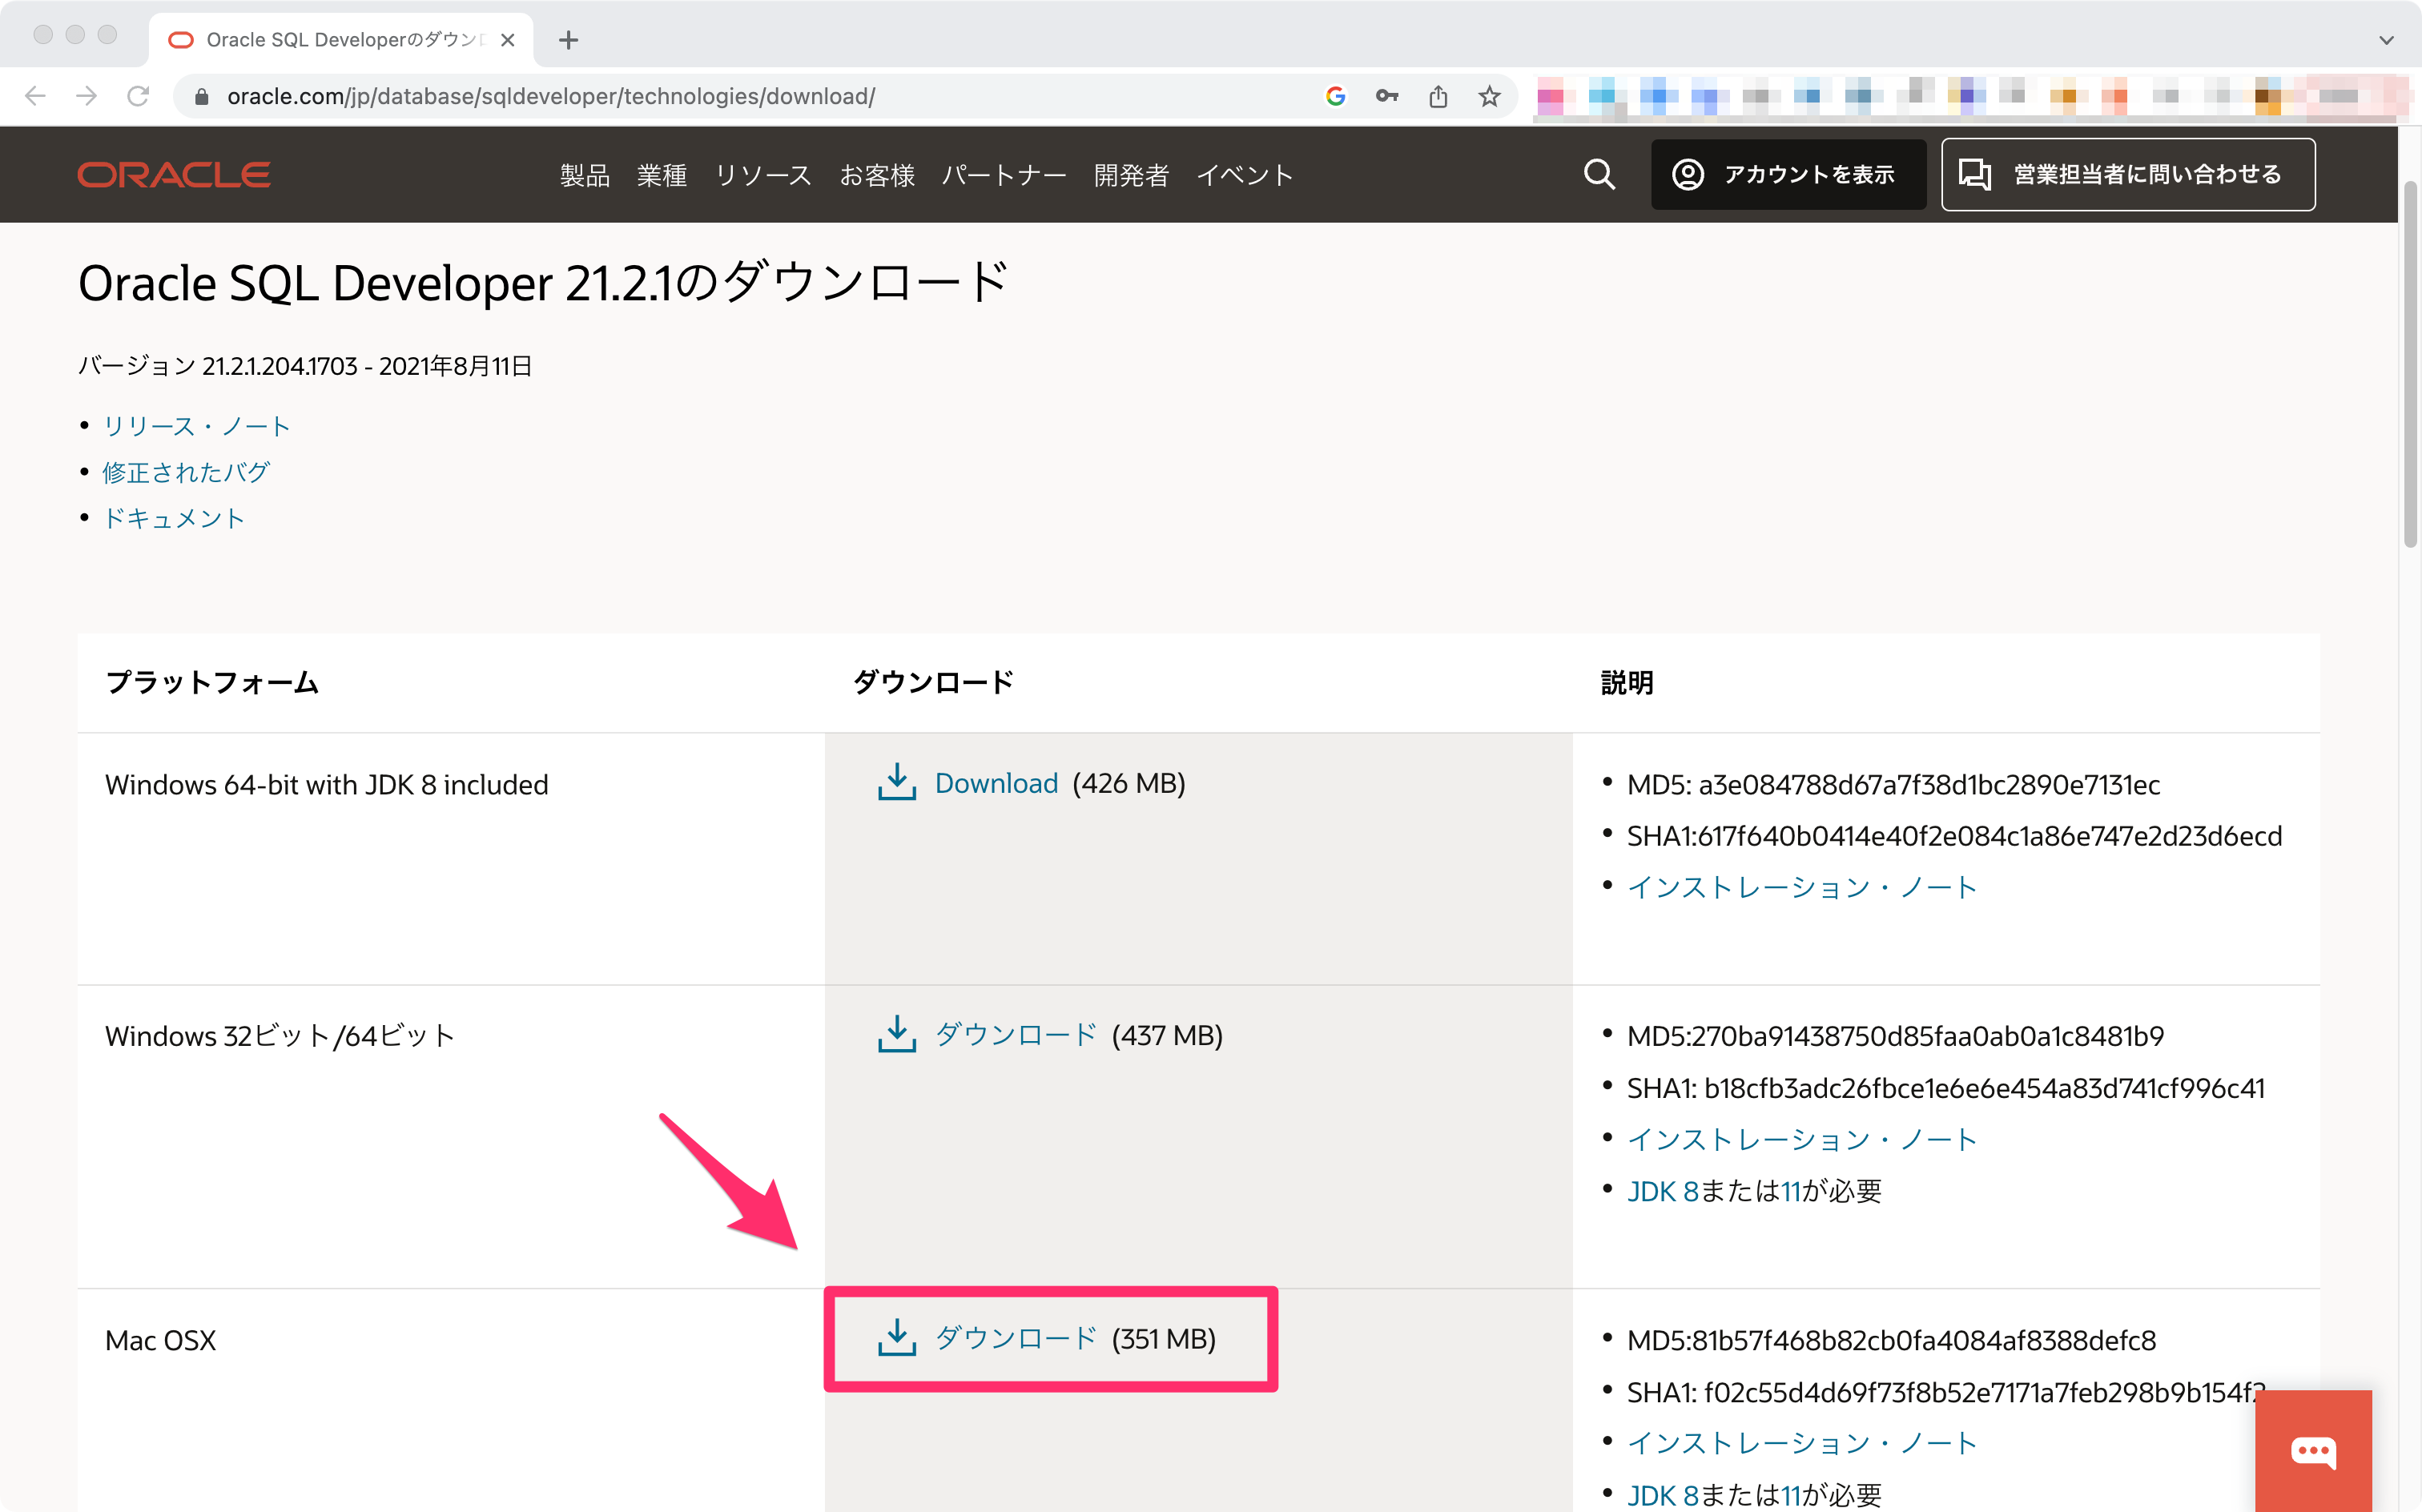 Oracle SQL Developerのダウン
oracle.com/jp/database/sqldeveloper/technologies/download/
ORACLE 製品 業種 リソース お客様 パートナー 開発者 イベント アカウントを表示 営業担当者に問い合わせる
Oracle SQL Developer 21.2.1のダウンロード
バージョン 21.2.1.204.1703 - 2021年8月11日
• リリース・ノート
• 修正されたバグ
• ドキュメント
プラットフォーム ダウンロード 説明
Windows 64-bit with JDK 8 included Download (426 MB) • MD5: a3e084788d67a7f38d1bc2890e7131ec
• SHA1:617f640b0414e40f2e084c1a86e747e2d23d6ecd
• インストレーション・ノート
Windows 32ビット/64ビット ダウンロード (437 MB) • MD5:270ba91438750d85faa0ab0a1c8481b9
• SHA1: b18cfb3adc26fbce1e6e6e454a83d741cf996c41
• インストレーション・ノート
• JDK 8または11が必要
Mac OSX ダウンロード (351 MB) • MD5:81b57f468b82cb0fa4084af8388defc8
• SHA1: f02c55d4d69f73f8b52e7171a7feb298b9b154f2
• インストレーション・ノート
• JDK 8または11が必要